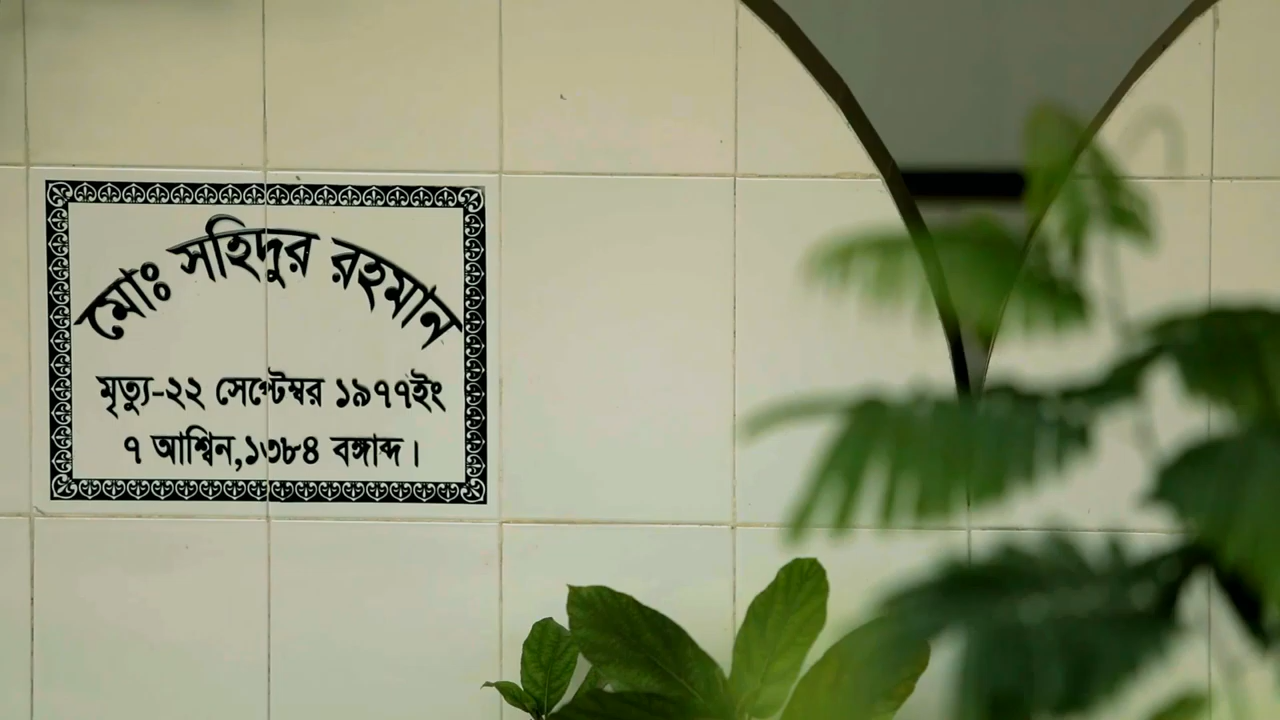 মোঃ সহিদুর রহমান
মৃত্যু-২২ সেপ্টেম্বর ১৯৭৭ইং
৭ আশ্বিন,১৩৮৪ বঙ্গাব্দ।